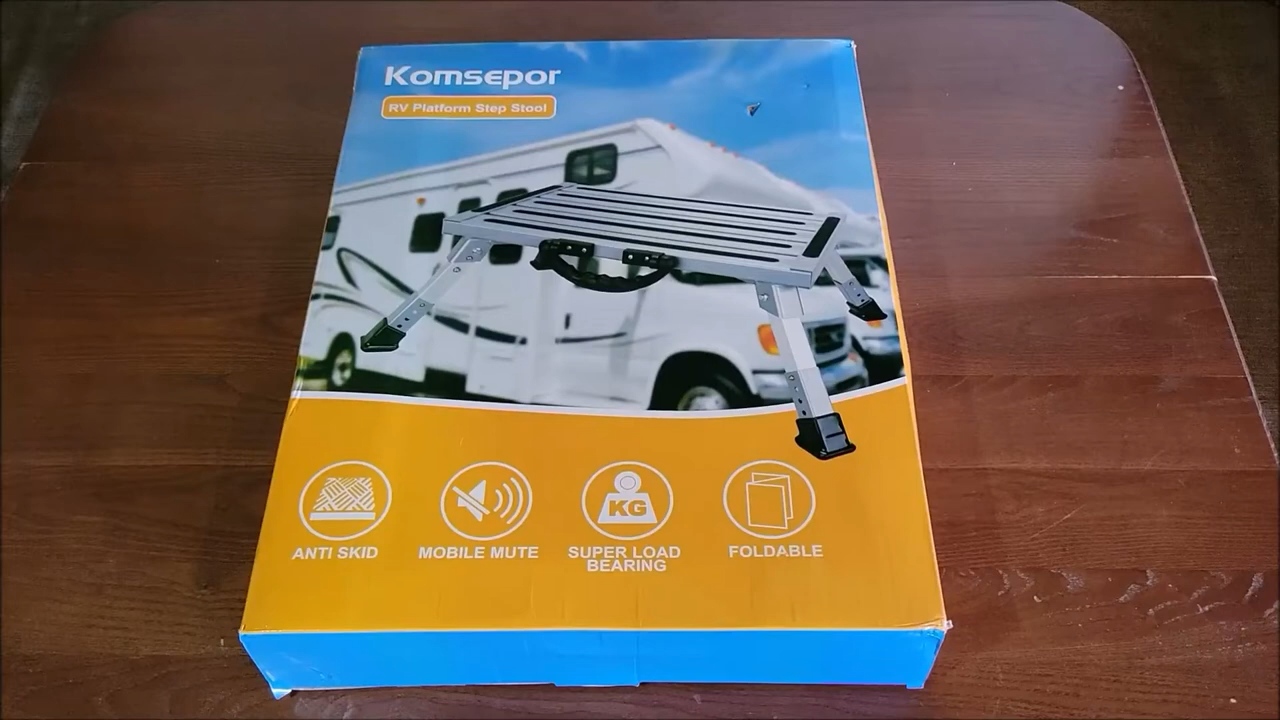 Komsepor
RV Platform Step Stool
KG
ANTI SKID
MOBILE MUTE
SUPER LOAD
BEARING
FOLDABLE